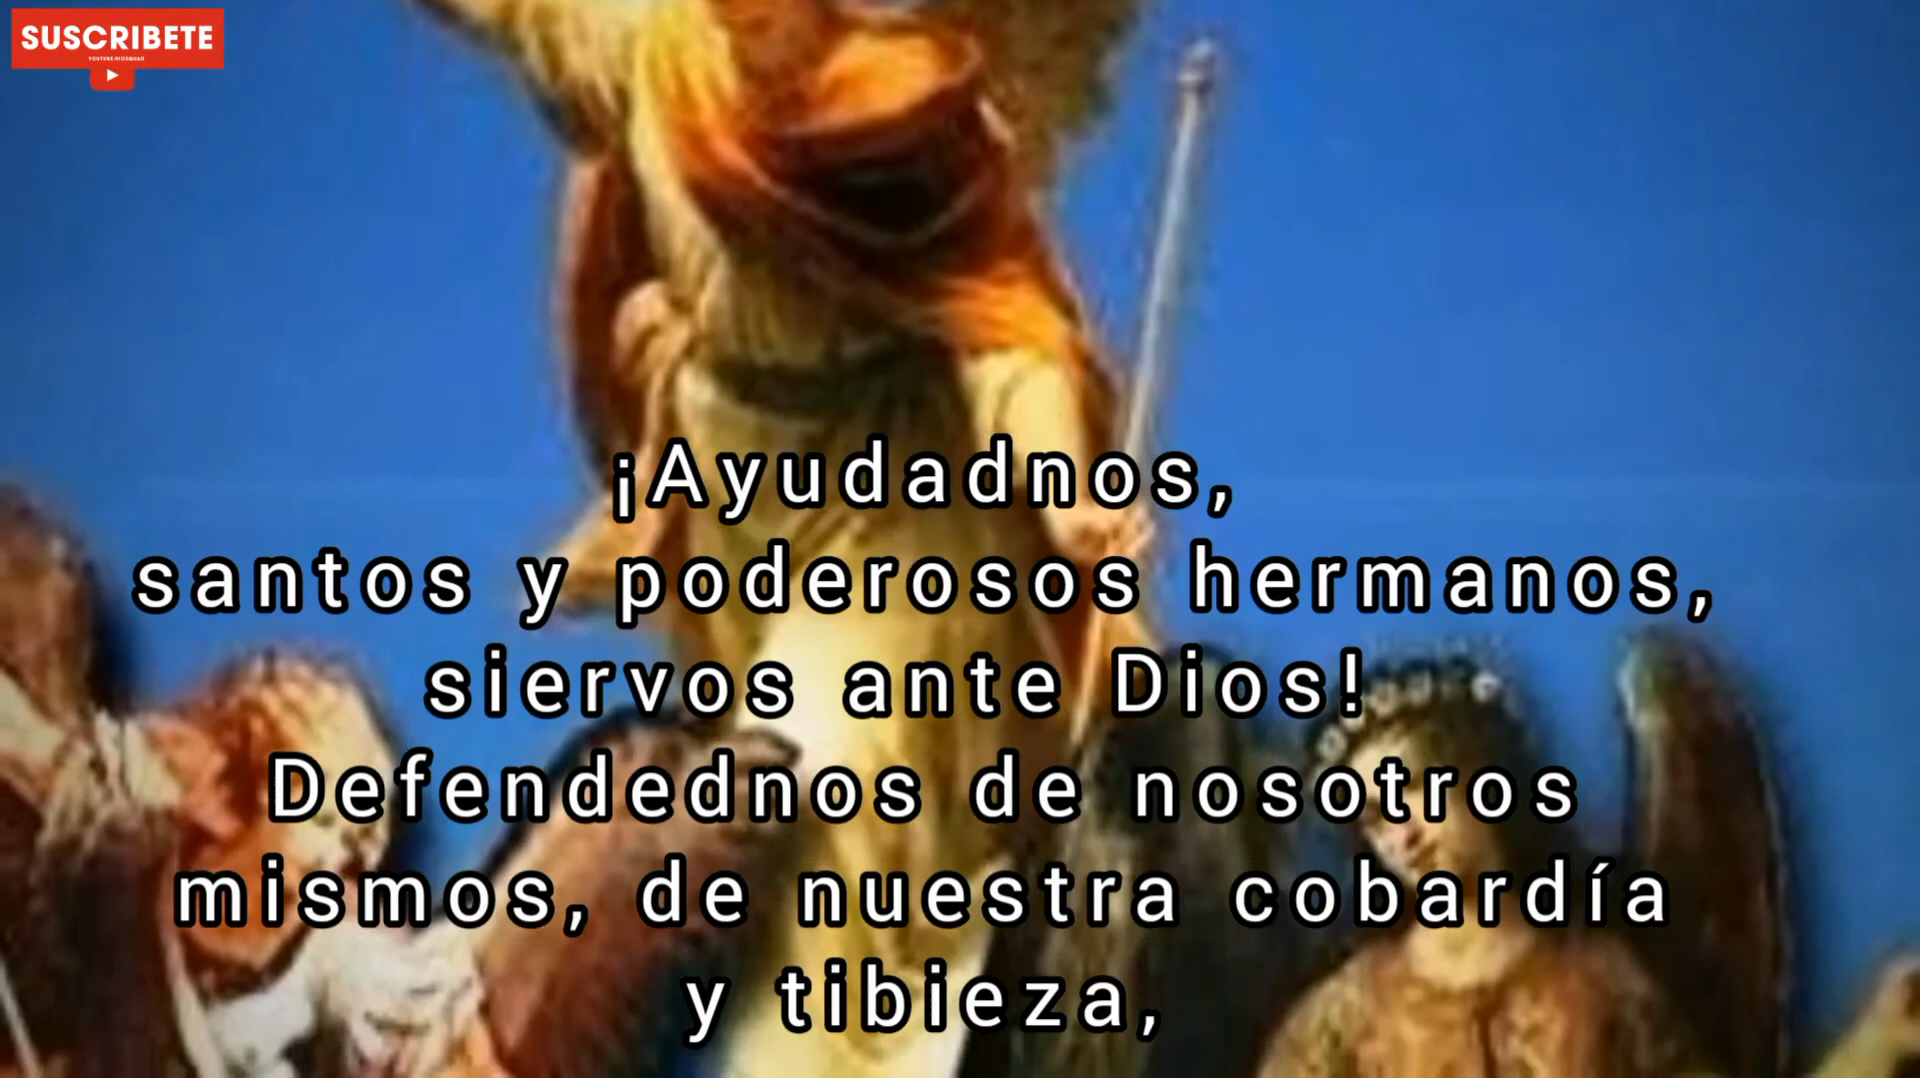 SUSCRIBETE
¡Ayudadnos,
santos y poderosos hermanos,
siervos ante Dios!
Defendednos de nosotros
mismos, de nuestra cobardía
y tibieza,